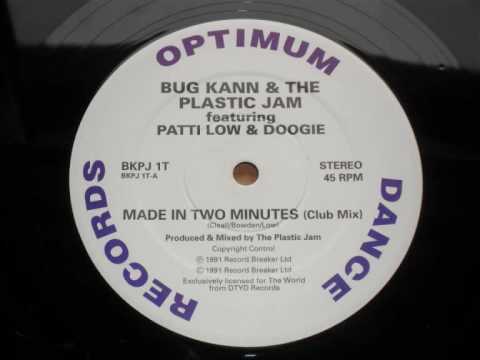 OPTIMUM
DANCE
RECORDS
BUG KANN & THE
PLASTIC JAM
featuring
PATTI LOW & DOOGIE
BKPJ 1T
BKPJ 1T-A
STEREO
45 RPM
MADE IN TWO MINUTES (Club Mix)
(Cleal/Bowden/Low)
Produced & Mixed by The Plastic Jam
Copyright Control
℗ 1991 Record Breaker Ltd
© 1991 Record Breaker Ltd
Exclusively licensed for The World
from DTYD Records